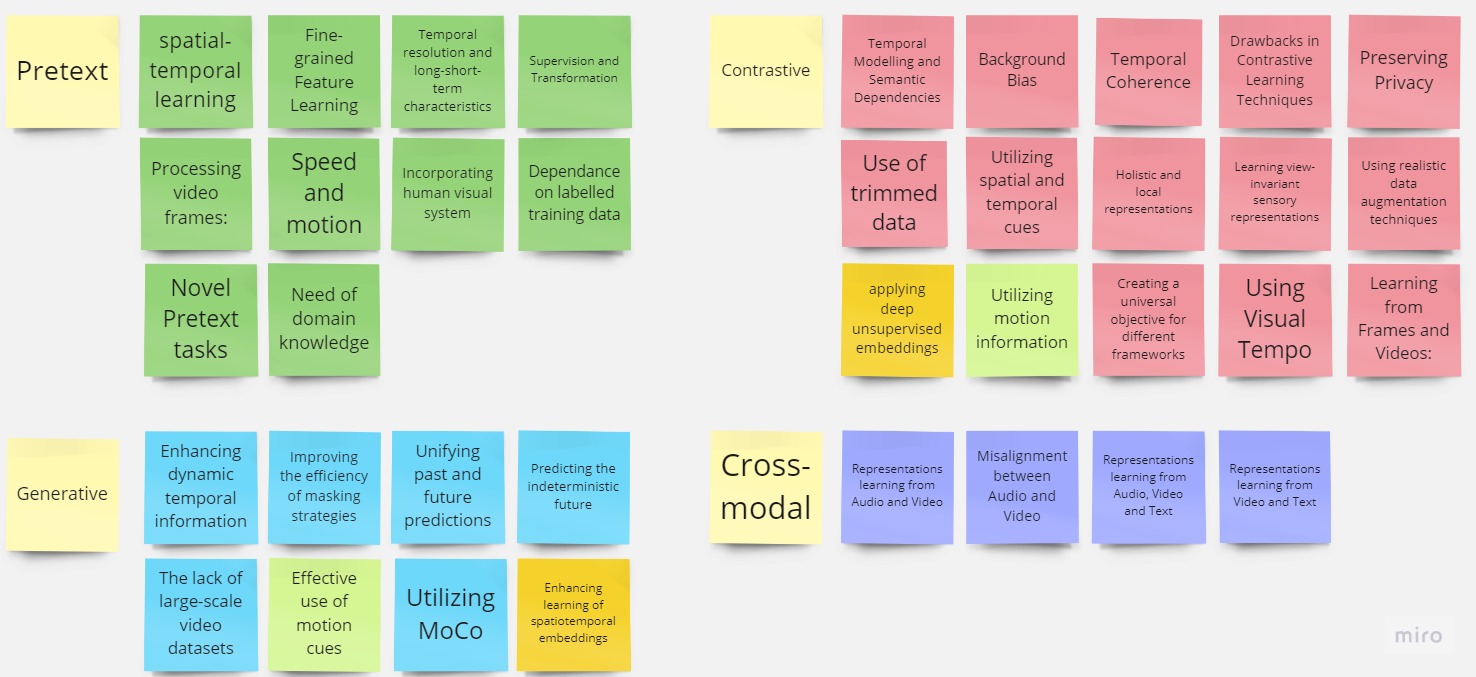 Pretext
spatial-
temporal
learning
Fine-
grained
Feature
Learning
Temporal
resolution and
long-short-
term
characteristics
Supervision and
Transformation
Processing
video
frames:
Speed
and
motion
Incorporating
human visual
system
Dependance
on labelled
training data
Novel
Pretext
tasks
Need of
domain
knowledge
Contrastive
Temporal
Modelling and
Semantic
Dependencies
Background
Bias
Temporal
Coherence
Drawbacks in
Contrastive
Learning
Techniques
Preserving
Privacy
Use of
trimmed
data
Utilizing
spatial and
temporal
cues
Holistic and
local
representations
Learning view-
invariant
sensory
representations
Using realistic
data
augmentation
techniques
applying
deep
unsupervised
embeddings
Utilizing
motion
information
Creating a
universal
objective for
different
frameworks
Using
Visual
Tempo
Learning
from
Frames and
Videos:
Generative
Enhancing
dynamic
temporal
information
Improving
the efficiency
of masking
strategies
Unifying
past and
future
predictions
Predicting the
indeterministic
future
The lack of
large-scale
video
datasets
Effective
use of
motion
cues
Utilizing
MoCo
Enhancing
learning of
spatiotemporal
embeddings
Cross-
modal
Representations
learning from
Audio and Video
Misalignment
between
Audio and
Video
Representations
learning from
Audio, Video
and Text
Representations
learning from
Video and Text
miro